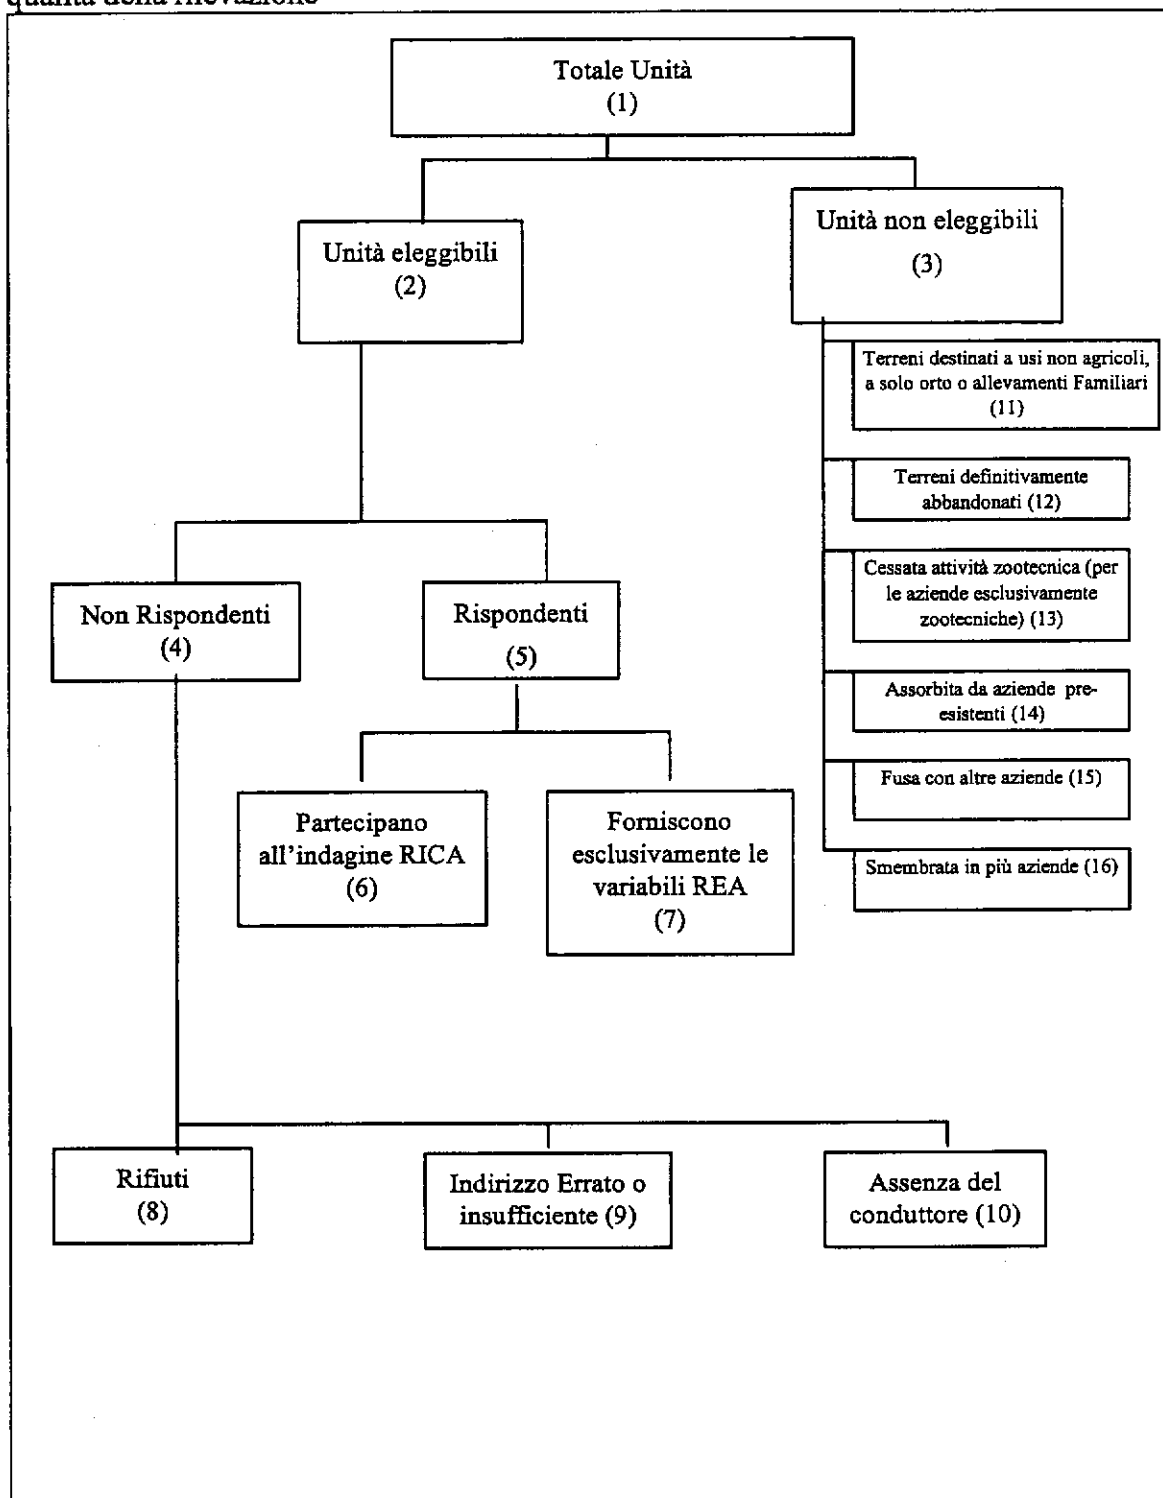 qualità della rilevazione
Totale Unità
(1)
Unità eleggibili
(2)
Unità non eleggibili
(3)
Terreni destinati a usi non agricoli,
a solo orto o allevamenti Familiari
(11)
Terreni definitivamente
abbandonati (12)
Cessata attività zootecnica (per
le aziende esclusivamente
zootecniche) (13)
Assorbita da aziende pre-
esistenti (14)
Fusa con altre aziende (15)
Smembrata in più aziende (16)
Non Rispondenti
(4)
Rispondenti
(5)
Partecipano
all'indagine RICA
(6)
Forniscono
esclusivamente le
variabili REA
(7)
Rifiuti
(8)
Indirizzo Errato o
insufficiente (9)
Assenza del
conduttore (10)